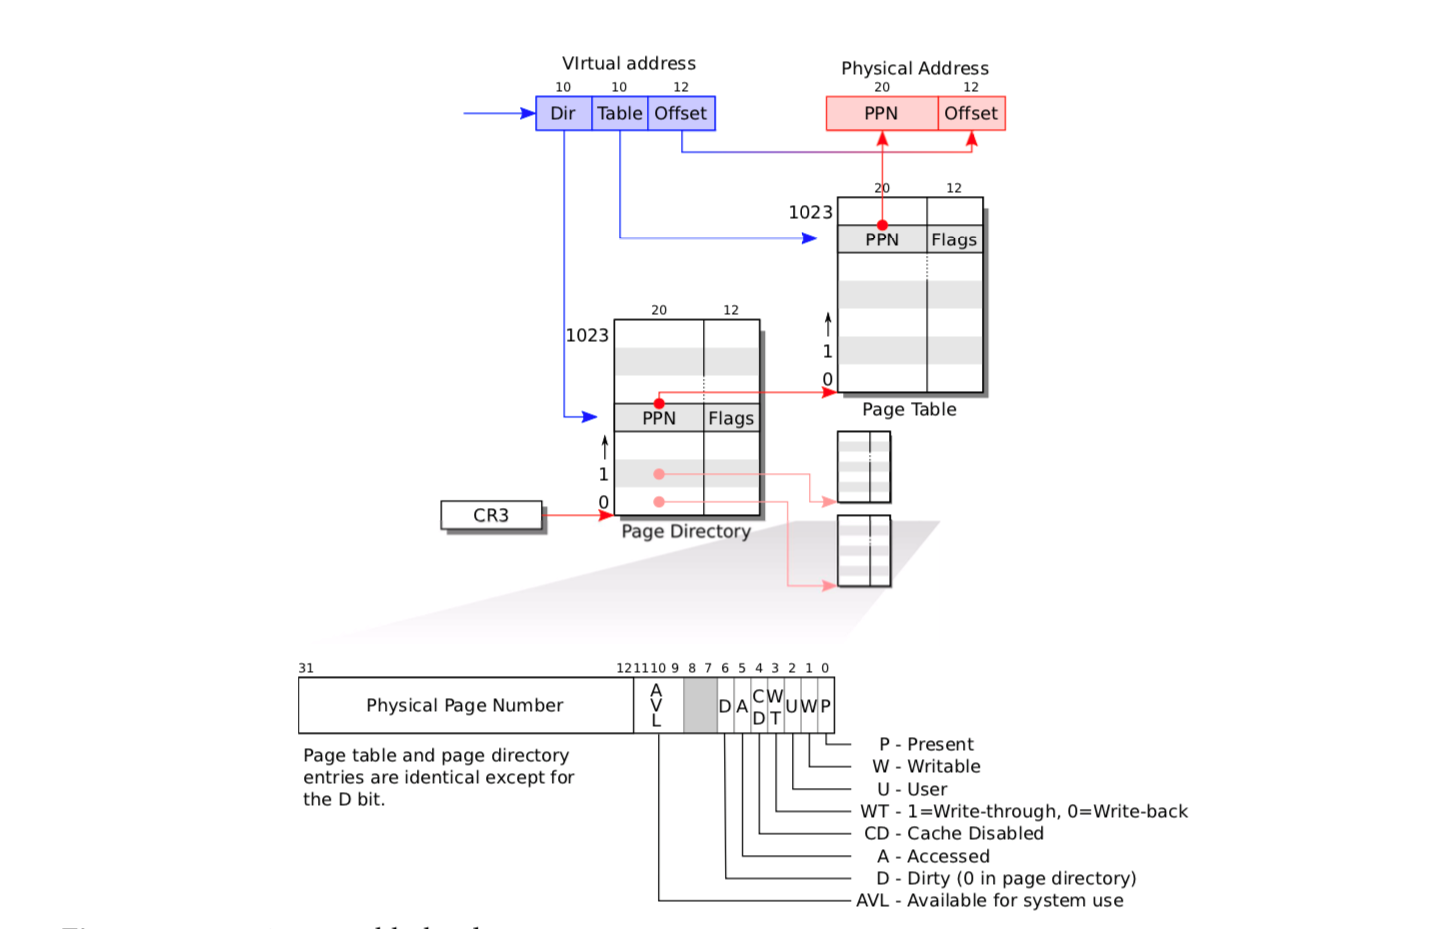 VIrtual address
10 10 12
Dir Table Offset
Physical Address
20 12
PPN Offset
20 12
1023
PPN Flags
1
0
Page Table
20 12
1023
PPN Flags
1
0
CR3
Page Directory
31 12 11 10 9 8 7 6 5 4 3 2 1 0
Physical Page Number AVL D A CD WT U W P
Page table and page directory
entries are identical except for
the D bit.
P - Present
W - Writable
U - User
WT - 1=Write-through, 0=Write-back
CD - Cache Disabled
A - Accessed
D - Dirty (0 in page directory)
AVL - Available for system use